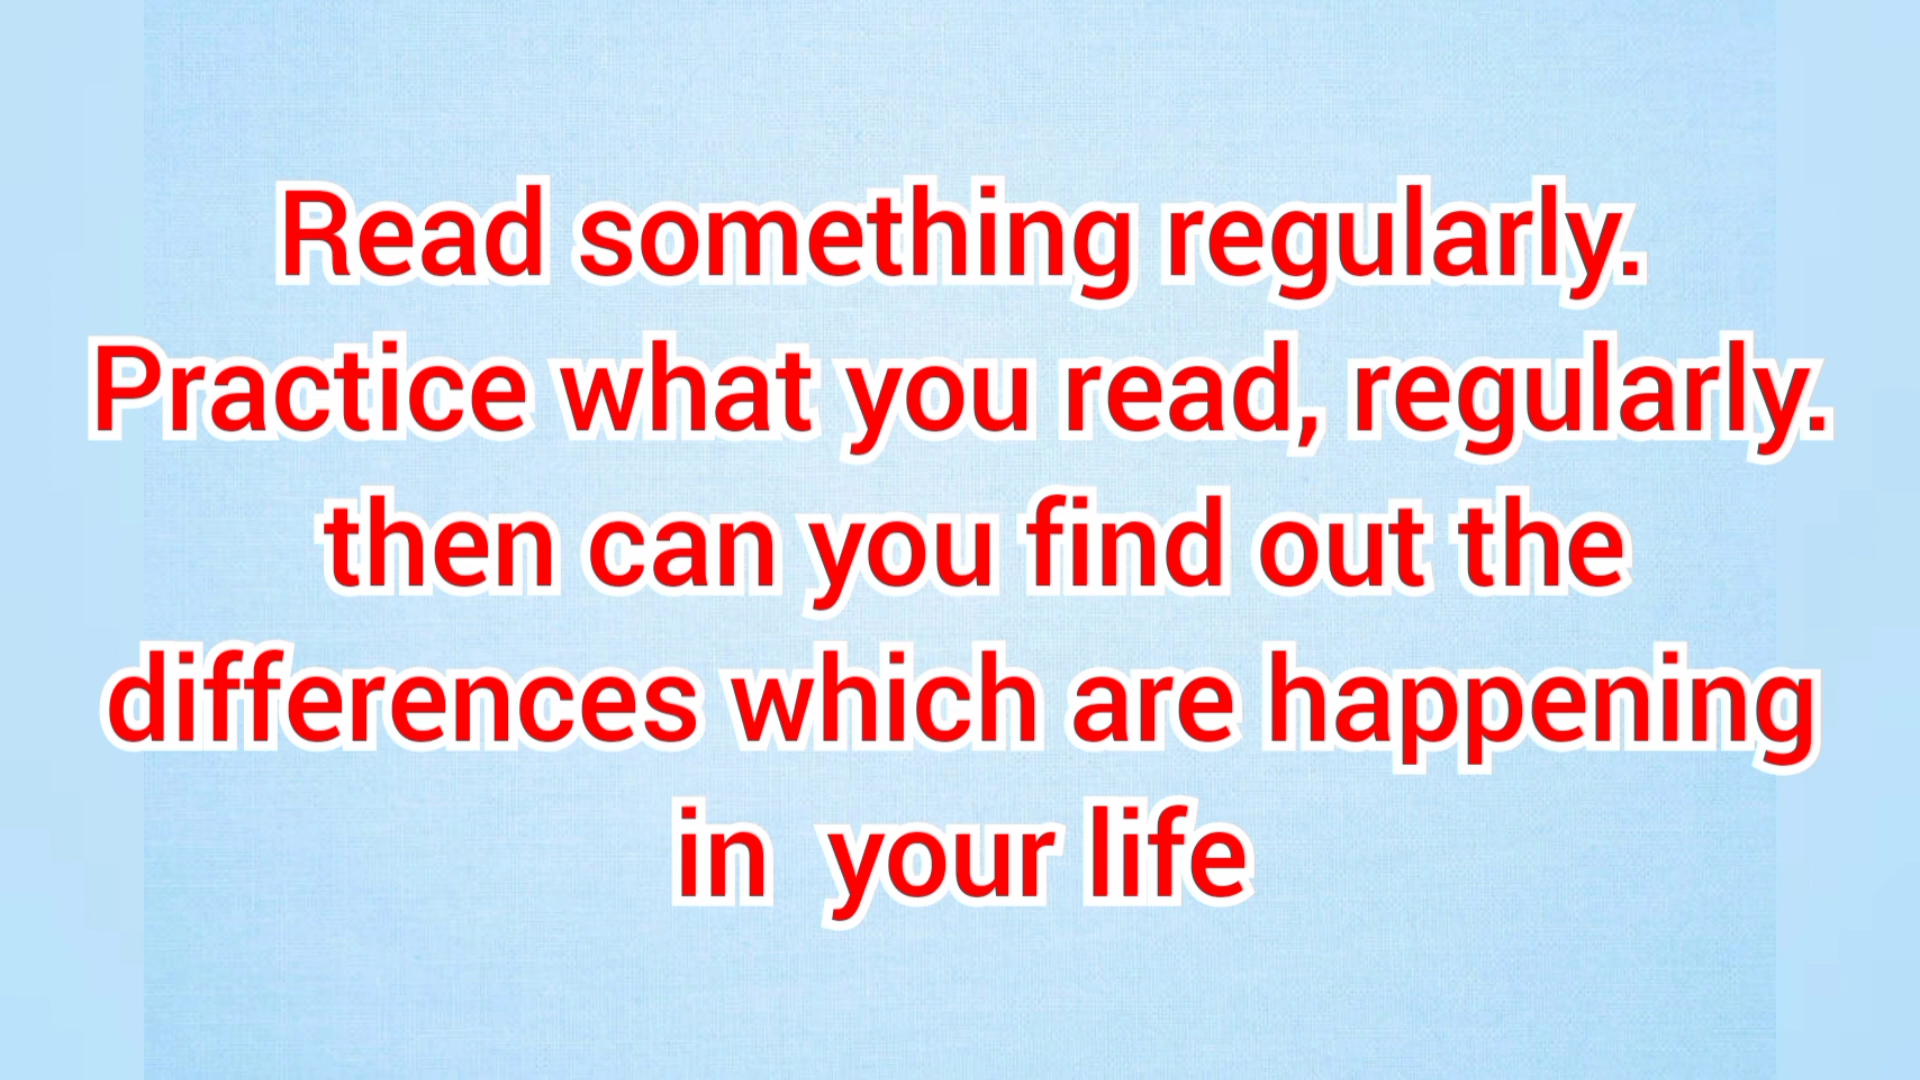 Read something regularly.
Practice what you read, regularly.
then can you find out the
differences which are happening
in  your life